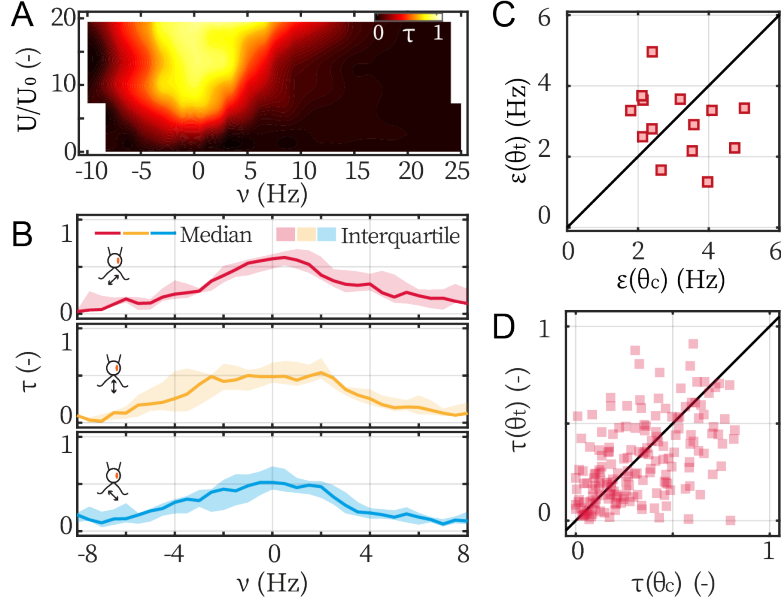 A
20
10
0
U/U₀ (-)
0 τ 1
-10 -5 0 5 10 15 20 25
ν (Hz)
B
Median
Interquartile
1
0
1
0
1
0
τ (-)
-8 -4 0 4 8
ν (Hz)
C
6
4
2
0
ε(θt) (Hz)
0 2 4 6
ε(θc) (Hz)
D
1
0
τ(θt) (-)
0 1
τ(θc) (-)